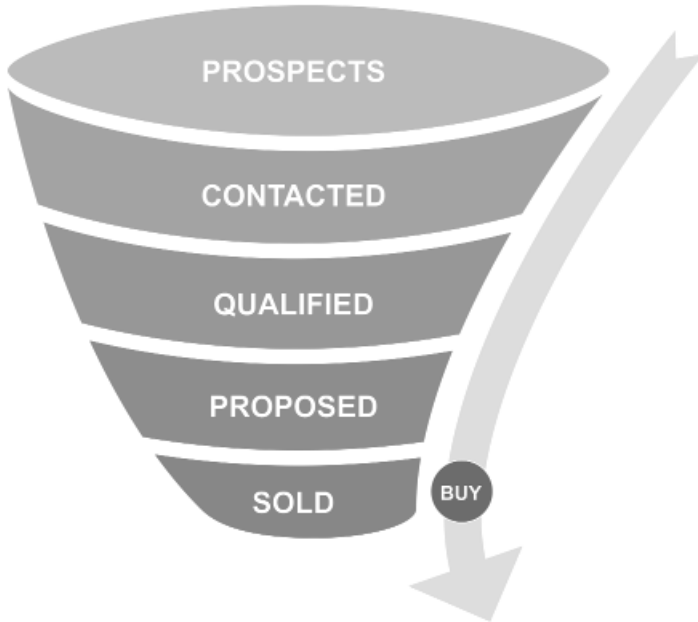 PROSPECTS
CONTACTED
QUALIFIED
PROPOSED
SOLD
BUY